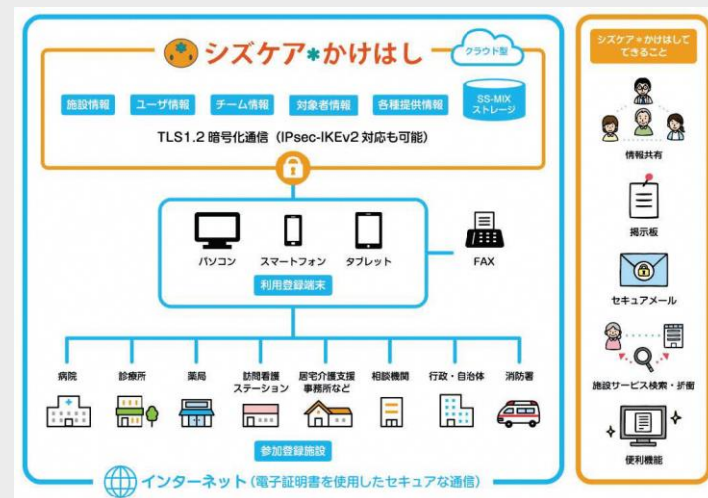 シズケア*かけはし
クラウド型
施設情報
ユーザ情報
チーム情報
対象者情報
各種提供情報
SS-MIX
ストレージ
TLS1.2 暗号化通信（IPsec-IKEv2 対応も可能）
パソコン
スマートフォン
タブレット
FAX
利用登録端末
病院
診療所
薬局
訪問看護
ステーション
居宅介護支援
事業所など
相談機関
行政・自治体
消防署
参加登録施設
インターネット（電子証明書を使用したセキュアな通信）
シズケア*かけはしで
できること
情報共有
掲示板
セキュアメール
施設サービス検索・折衝
便利機能